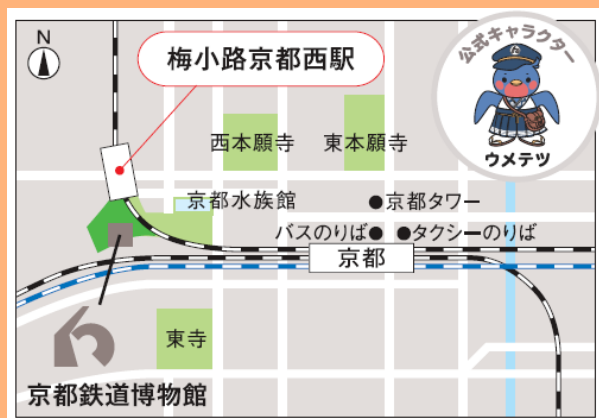 N
梅小路京都西駅
公式キャラクター
ウメテツ
西本願寺
東本願寺
京都水族館
●京都タワー
バスのりば●
●タクシーのりば
京都
東寺
京都鉄道博物館